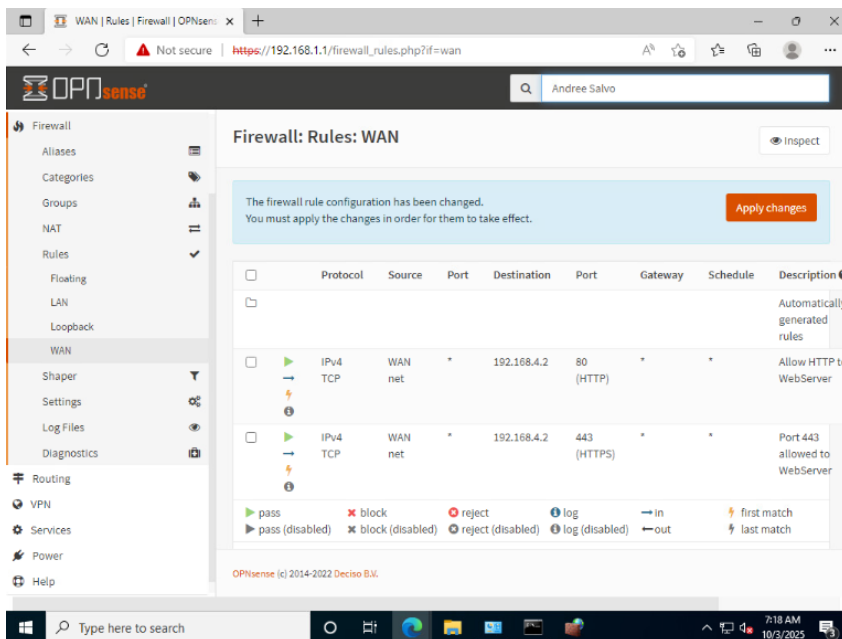 WAN | Rules | Firewall | OPNsens
Not secure
https://192.168.1.1/firewall_rules.php?if=wan
OPNsense
Andree Salvo
Firewall
Aliases
Categories
Groups
NAT
Rules
Floating
LAN
Loopback
WAN
Shaper
Settings
Log Files
Diagnostics
Routing
VPN
Services
Power
Help
Firewall: Rules: WAN
Inspect
The firewall rule configuration has been changed.
You must apply the changes in order for them to take effect.
Apply changes
Protocol Source Port Destination Port Gateway Schedule Description
Automatically
generated
rules
IPv4 WAN * 192.168.4.2 80 * * Allow HTTP to
TCP net (HTTP) WebServer
IPv4 WAN * 192.168.4.2 443 * * Port 443
TCP net (HTTPS) allowed to
WebServer
pass block reject log in first match
pass (disabled) block (disabled) reject (disabled) log (disabled) out last match
OPNsense (c) 2014-2022 Deciso B.V.
Type here to search
7:18 AM
10/3/2025
3